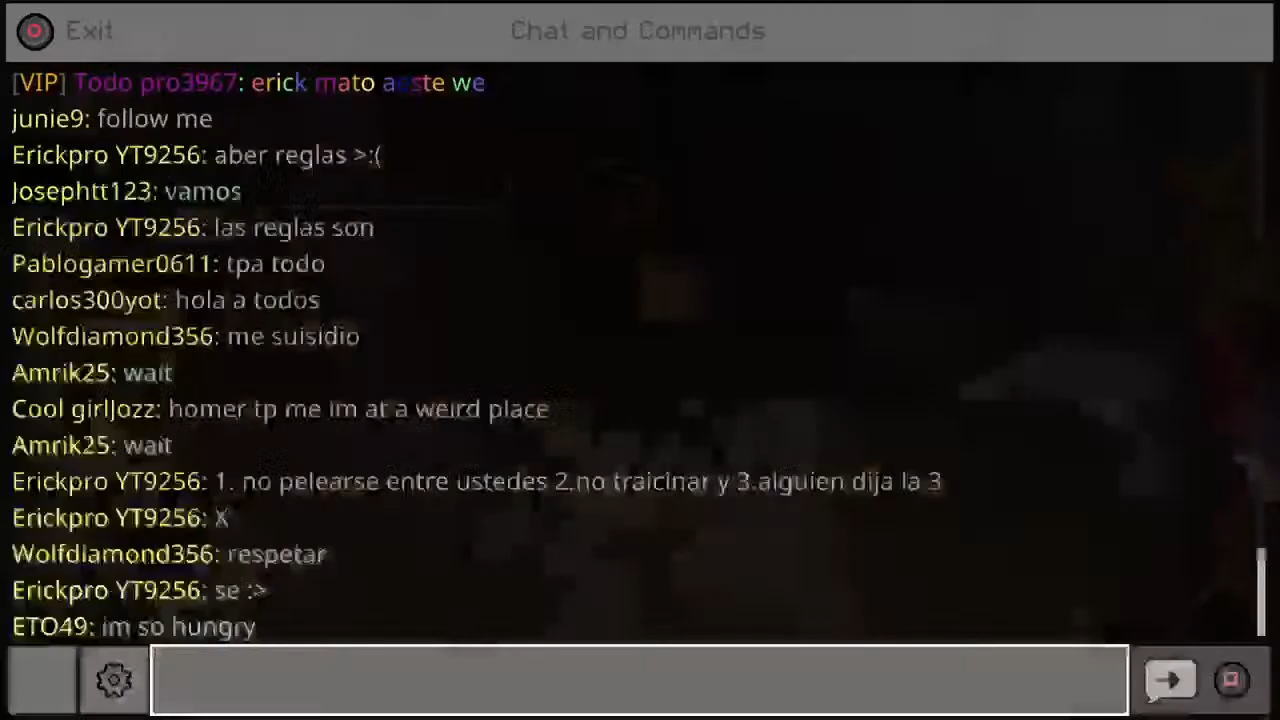 Exit
Chat and Commands
[VIP] Todo pro3967: erick mato a este we
junie9: follow me
Erickpro YT9256: aber reglas >:(
Josephtt123: vamos
Erickpro YT9256: las reglas son
Pablogamer0611: tpa todo
carlos300yot: hola a todos
Wolfdiamond356: me suisidio
Amrik25: wait
Cool girlJozz: homer tp me im at a weird place
Amrik25: wait
Erickpro YT9256: 1. no pelearse entre ustedes 2.no traicinar y 3.alguien dija la 3
Erickpro YT9256: X
Wolfdiamond356: respetar
Erickpro YT9256: se :>
ETO49: im so hungry